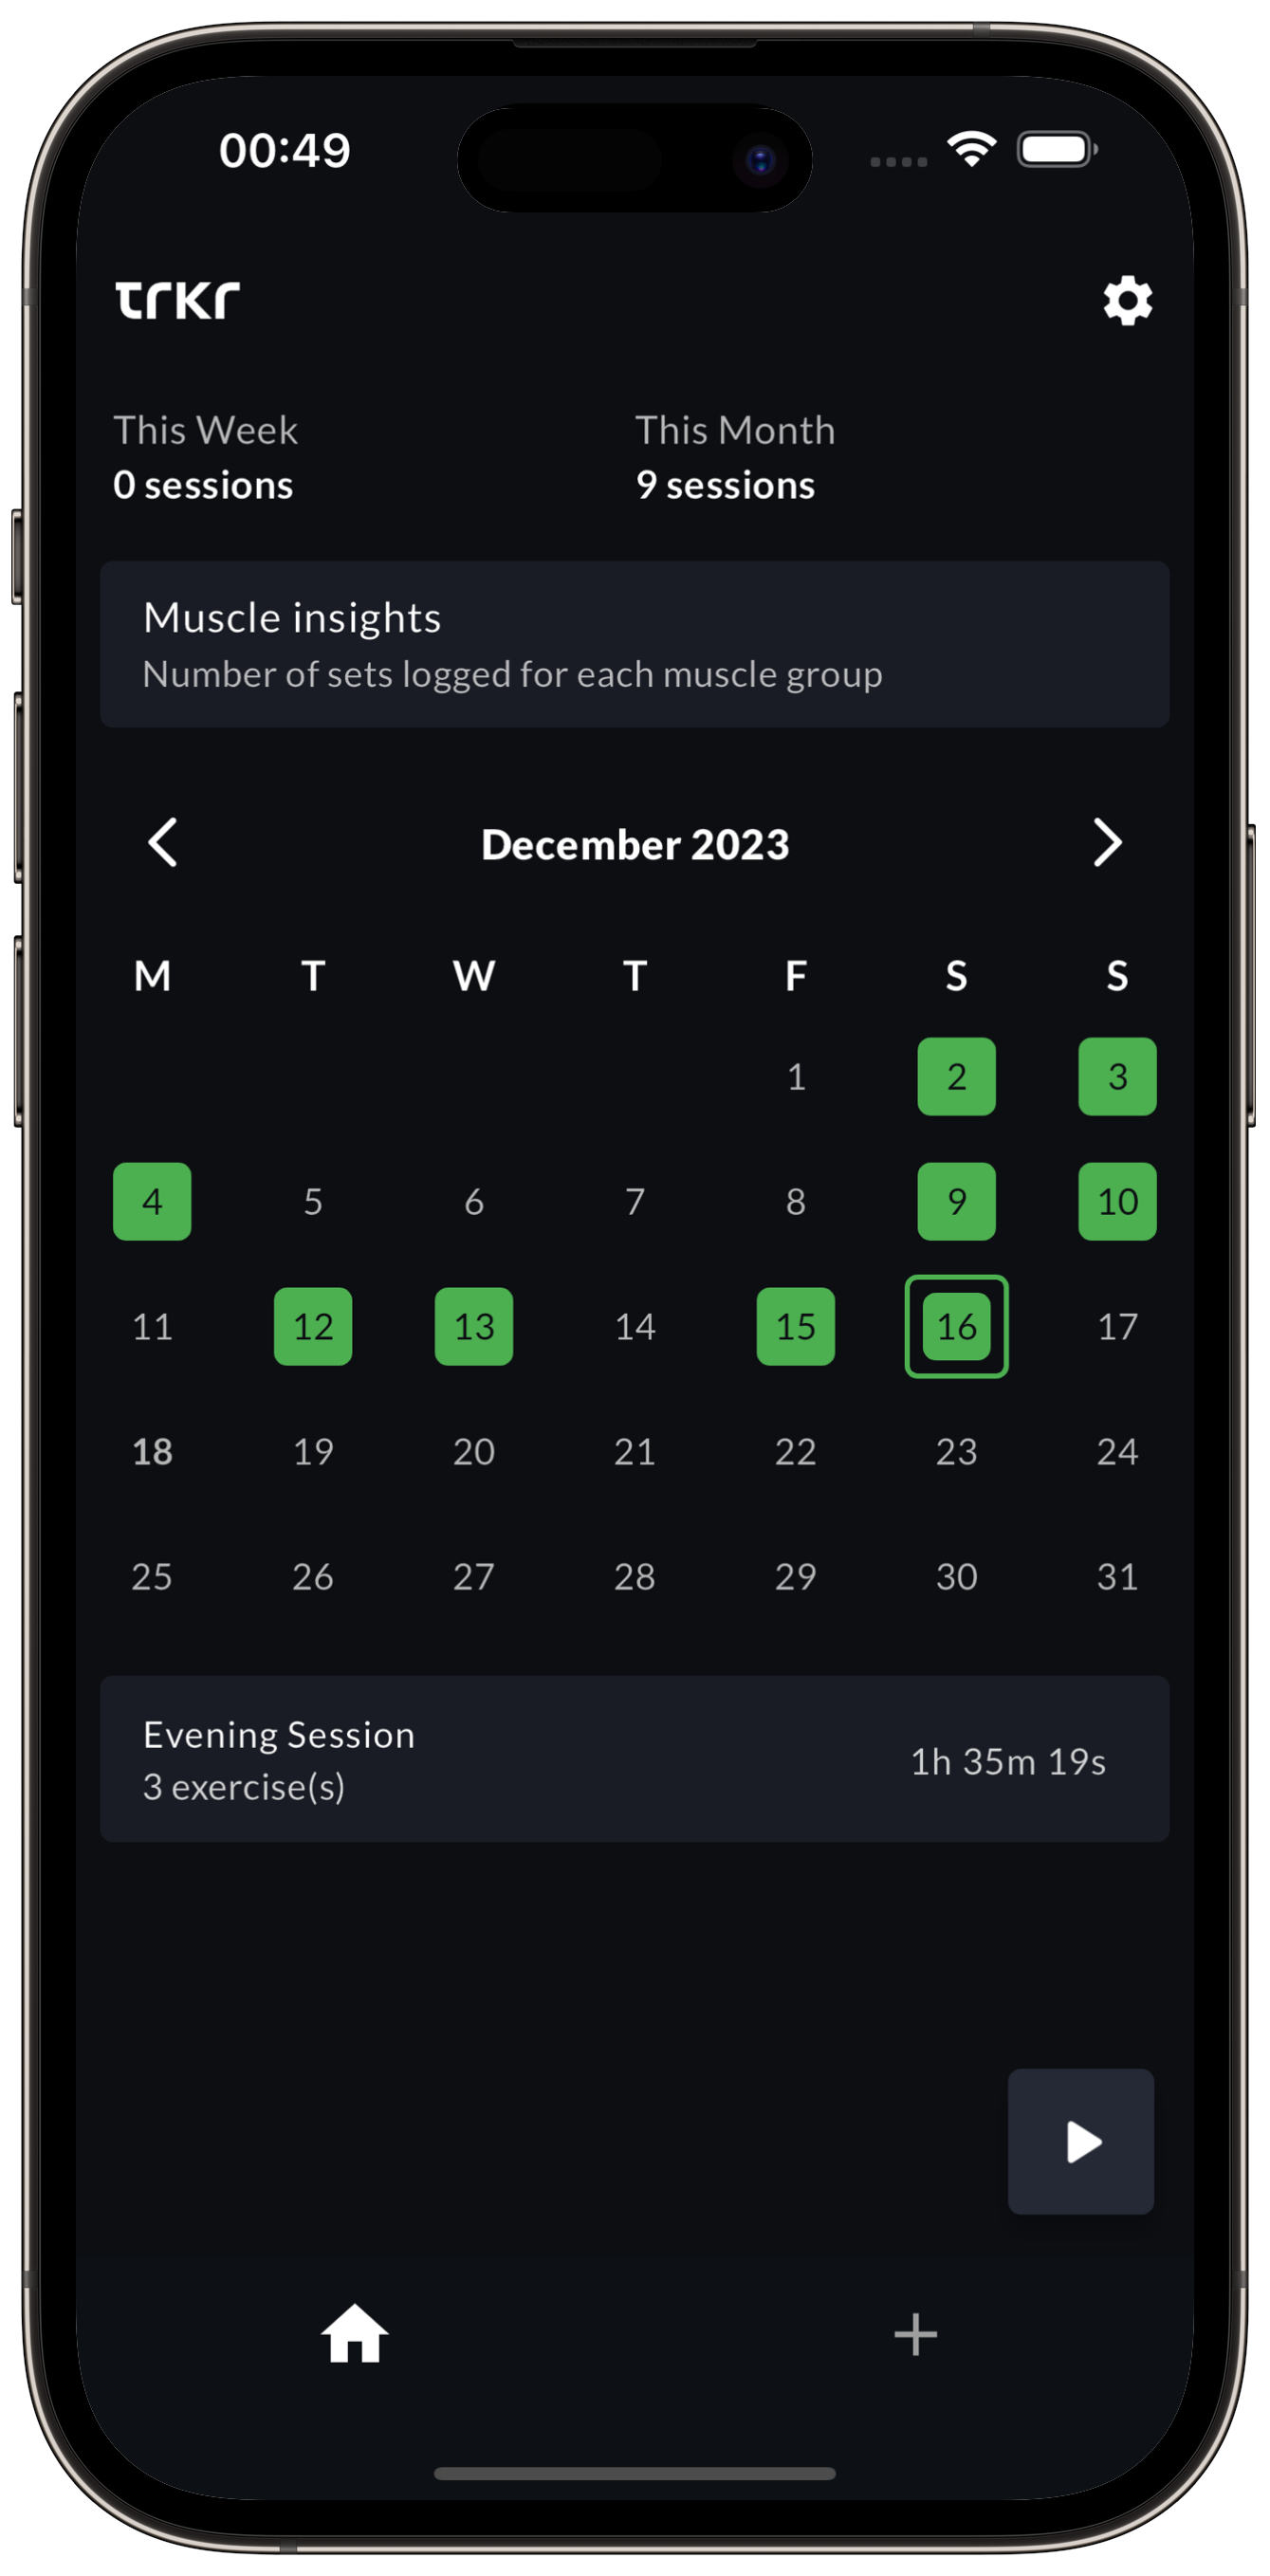 00:49
trkr
This Week This Month
0 sessions 9 sessions
Muscle insights
Number of sets logged for each muscle group
December 2023
M T W T F S S
1 2 3
4 5 6 7 8 9 10
11 12 13 14 15 16 17
18 19 20 21 22 23 24
25 26 27 28 29 30 31
Evening Session
3 exercise(s)
1h 35m 19s